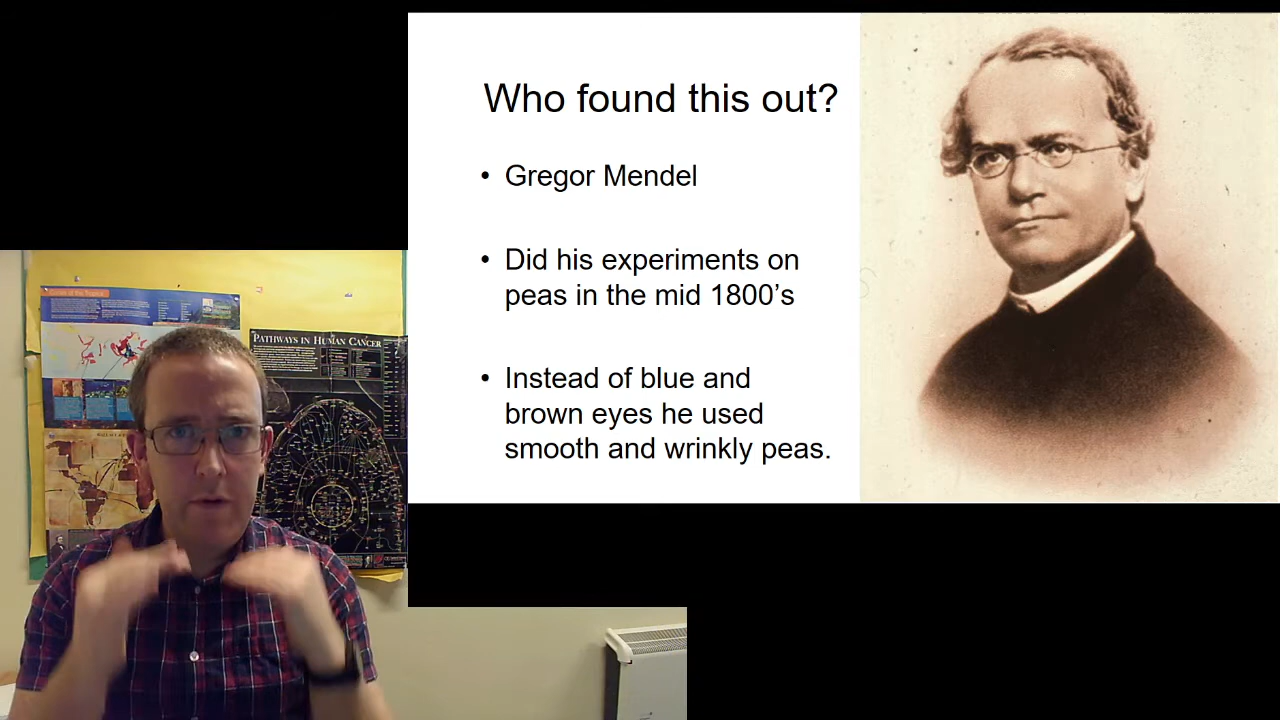 Who found this out?
• Gregor Mendel
• Did his experiments on
peas in the mid 1800’s
• Instead of blue and
brown eyes he used
smooth and wrinkly peas.
PATHWAYS IN HUMAN CANCER